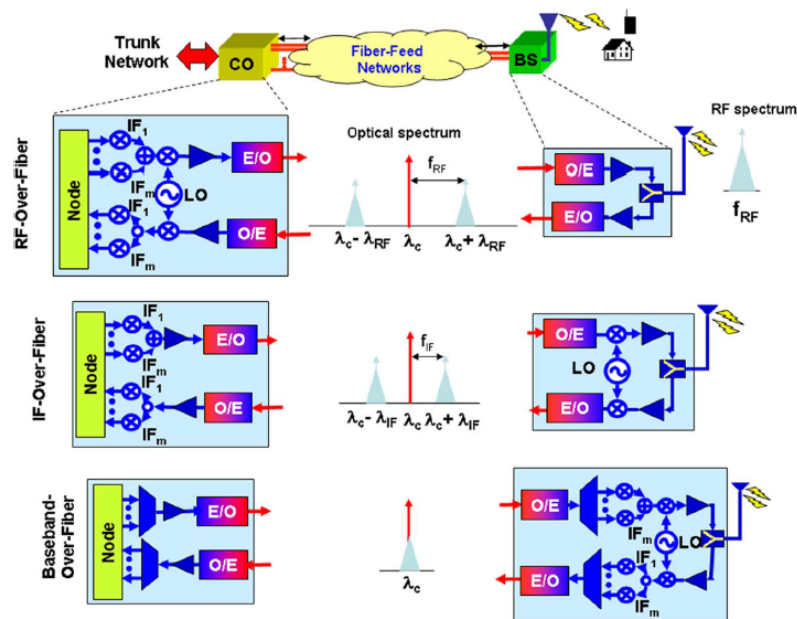 Trunk
Network
CO
Fiber-Feed
Networks
BS
RF-Over-Fiber
Node
IF1
IFm
IF1
IFm
LO
E/O
O/E
Optical spectrum
fRF
λc- λRF
λc
λc+ λRF
O/E
E/O
RF spectrum
fRF
IF-Over-Fiber
Node
IF1
IFm
IF1
IFm
E/O
O/E
fIF
λc- λIF
λc
λc+ λIF
O/E
LO
E/O
Baseband-
Over-Fiber
Node
E/O
O/E
λc
O/E
IFm
LO
IF1
E/O
IFm